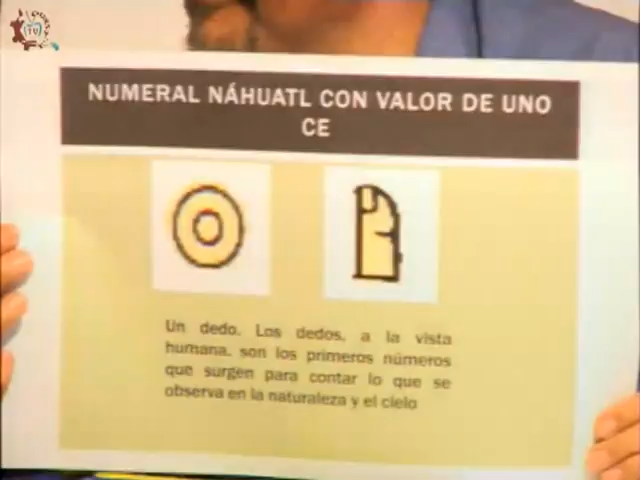 NUMERAL NÁHUATL CON VALOR DE UNO
CE
Un dedo. Los dedos, a la vista
humana, son los primeros números
que surgen para contar lo que se
observa en la naturaleza y el cielo